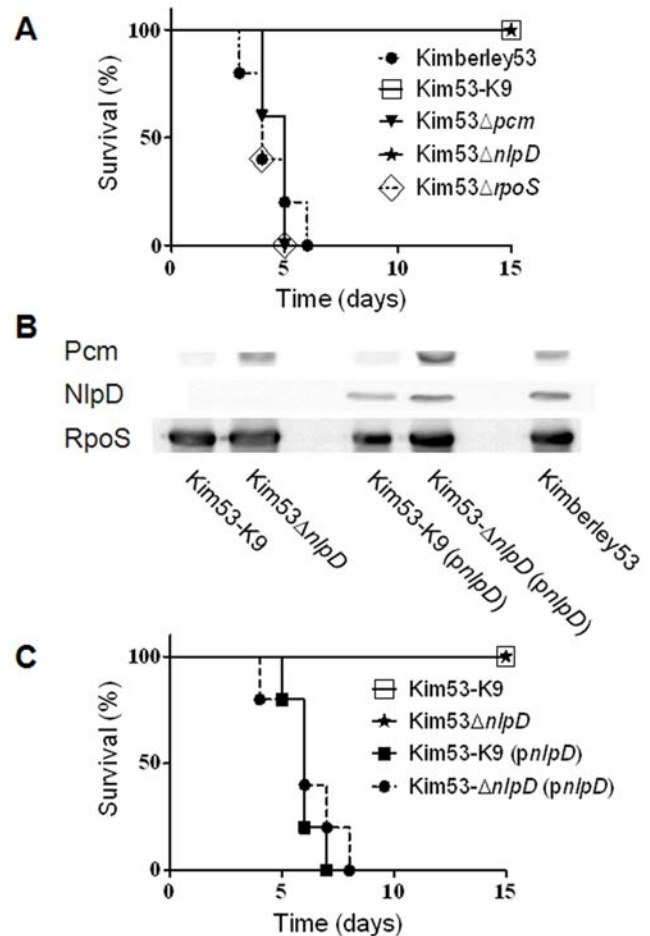 A
Survival (%)
100
50
0
0
5
10
15
Time (days)
Kimberley53
Kim53-K9
Kim53Δpcm
Kim53ΔnlpD
Kim53ΔrpoS
B
Pcm
NlpD
RpoS
Kim53-K9
Kim53ΔnlpD
Kim53-K9 (pnlpD)
Kim53-ΔnlpD (pnlpD)
Kimberley53
C
Survival (%)
100
50
0
0
5
10
15
Time (days)
Kim53-K9
Kim53ΔnlpD
Kim53-K9 (pnlpD)
Kim53-ΔnlpD (pnlpD)